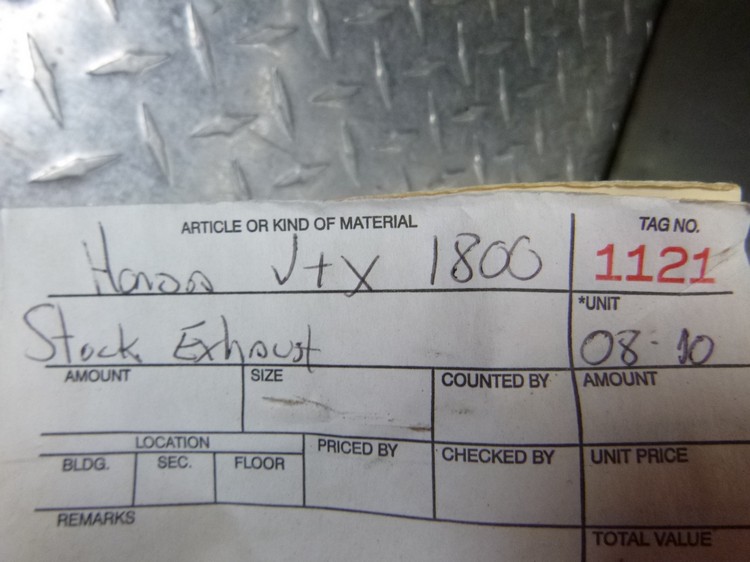 ARTICLE OR KIND OF MATERIAL TAG NO.
Honda Vtx 1800 1121
*UNIT
Stock Exhaust 08-10
AMOUNT SIZE COUNTED BY AMOUNT
LOCATION PRICED BY CHECKED BY UNIT PRICE
BLDG. SEC. FLOOR
REMARKS
TOTAL VALUE